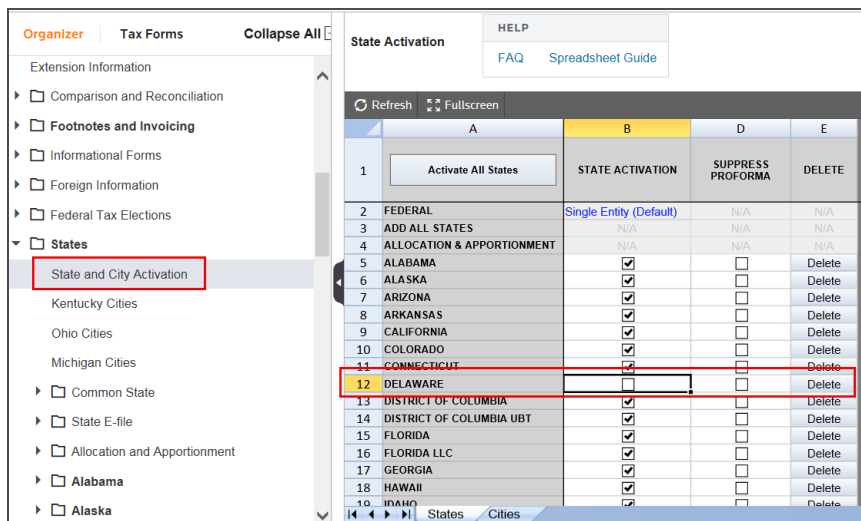 Organizer Tax Forms Collapse All
Extension Information
Comparison and Reconciliation
Footnotes and Invoicing
Informational Forms
Foreign Information
Federal Tax Elections
States
State and City Activation
Kentucky Cities
Ohio Cities
Michigan Cities
Common State
State E-file
Allocation and Apportionment
Alabama
Alaska
State Activation
HELP
FAQ Spreadsheet Guide
Refresh Fullscreen
A B D E
1 Activate All States STATE ACTIVATION SUPPRESS PROFORMA DELETE
2 FEDERAL Single Entity (Default) N/A N/A
3 ADD ALL STATES N/A N/A N/A
4 ALLOCATION & APPORTIONMENT N/A N/A N/A
5 ALABAMA Delete
6 ALASKA Delete
7 ARIZONA Delete
8 ARKANSAS Delete
9 CALIFORNIA Delete
10 COLORADO Delete
11 CONNECTICUT Delete
12 DELAWARE Delete
13 DISTRICT OF COLUMBIA Delete
14 DISTRICT OF COLUMBIA UBT Delete
15 FLORIDA Delete
16 FLORIDA LLC Delete
17 GEORGIA Delete
18 HAWAII Delete
19 IDAHO Delete
States Cities